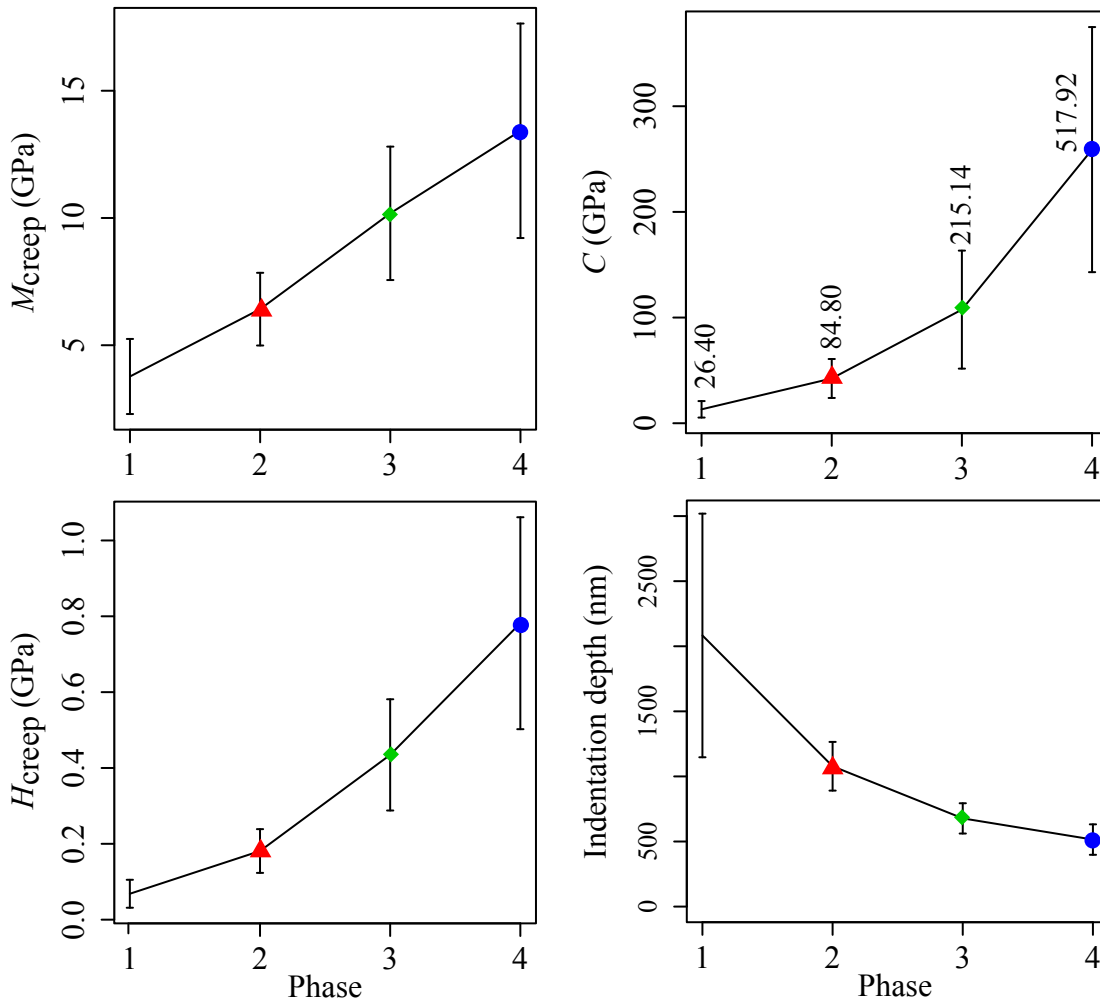 Mcreep (GPa)
15
10
5
1 2 3 4
C (GPa)
300
200
100
0
26.40
84.80
215.14
517.92
1 2 3 4
Hcreep (GPa)
1.0
0.8
0.6
0.4
0.2
0.0
1 2 3 4
Phase
Indentation depth (nm)
2500
1500
500
0
1 2 3 4
Phase